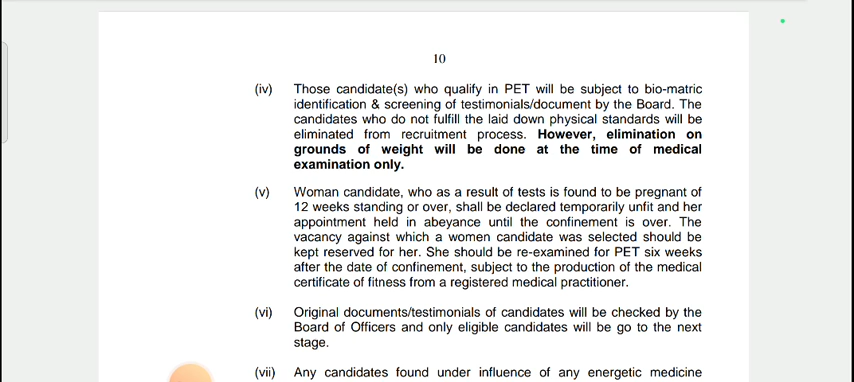 10
(iv) Those candidate(s) who qualify in PET will be subject to bio-matric
identification & screening of testimonials/document by the Board. The
candidates who do not fulfill the laid down physical standards will be
eliminated from recruitment process. However, elimination on
grounds of weight will be done at the time of medical
examination only.
(v) Woman candidate, who as a result of tests is found to be pregnant of
12 weeks standing or over, shall be declared temporarily unfit and her
appointment held in abeyance until the confinement is over. The
vacancy against which a women candidate was selected should be
kept reserved for her. She should be re-examined for PET six weeks
after the date of confinement, subject to the production of the medical
certificate of fitness from a registered medical practitioner.
(vi) Original documents/testimonials of candidates will be checked by the
Board of Officers and only eligible candidates will be go to the next
stage.
(vii) Any candidates found under influence of any energetic medicine